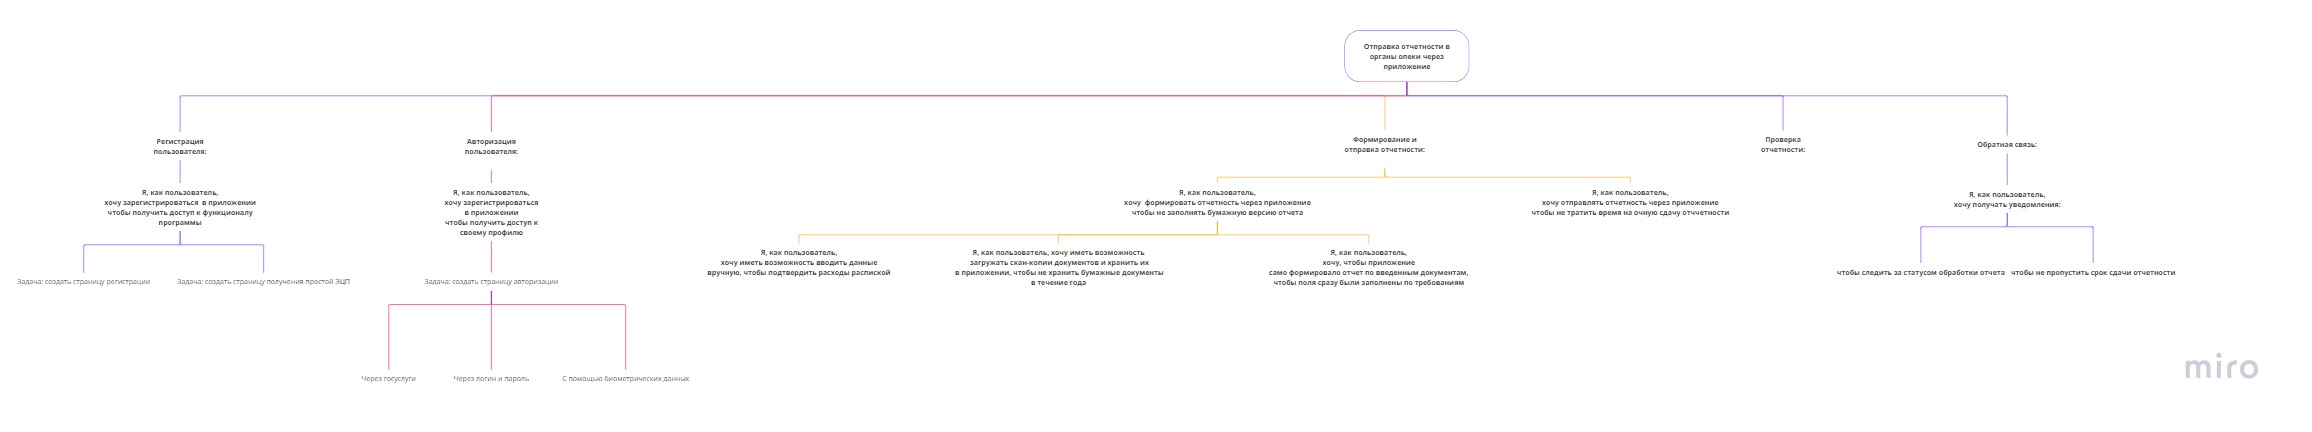 Отправка отчетности в
органы опеки через
приложение
Регистрация
пользователя:
Авторизация
пользователя:
Формирование и
отправка отчетности:
Проверка
отчетности:
Обратная связь:
Я, как пользователь,
хочу зарегистрироваться в приложении
чтобы получить доступ к функционалу
программы
Я, как пользователь,
хочу зарегистрироваться
в приложении
чтобы получить доступ к
своему профилю
Я, как пользователь,
хочу формировать отчетность через приложение
чтобы не заполнять бумажную версию отчета
Я, как пользователь,
хочу отправлять отчетность через приложение
чтобы не тратить время на очную сдачу отччетности
Я, как пользователь,
хочу получать уведомления:
Я, как пользователь,
хочу иметь возможность вводить данные
вручную, чтобы подтвердить расходы распиской
Я, как пользователь, хочу иметь возможность
загружать скан-копии документов и хранить их
в приложении, чтобы не хранить бумажные документы
в течение года
Я, как пользователь,
хочу, чтобы приложение
само формировало отчет по введенным документам,
чтобы поля сразу были заполнены по требованиям
чтобы следить за статусом обработки отчета
чтобы не пропустить срок сдачи отчетности
Задача: создать страницу регистрации
Задача: создать страницу получения простой ЭЦП
Задача: создать страницу авторизации
Через госуслуги
Через логин и пароль
С помощью биометрических данных
miro